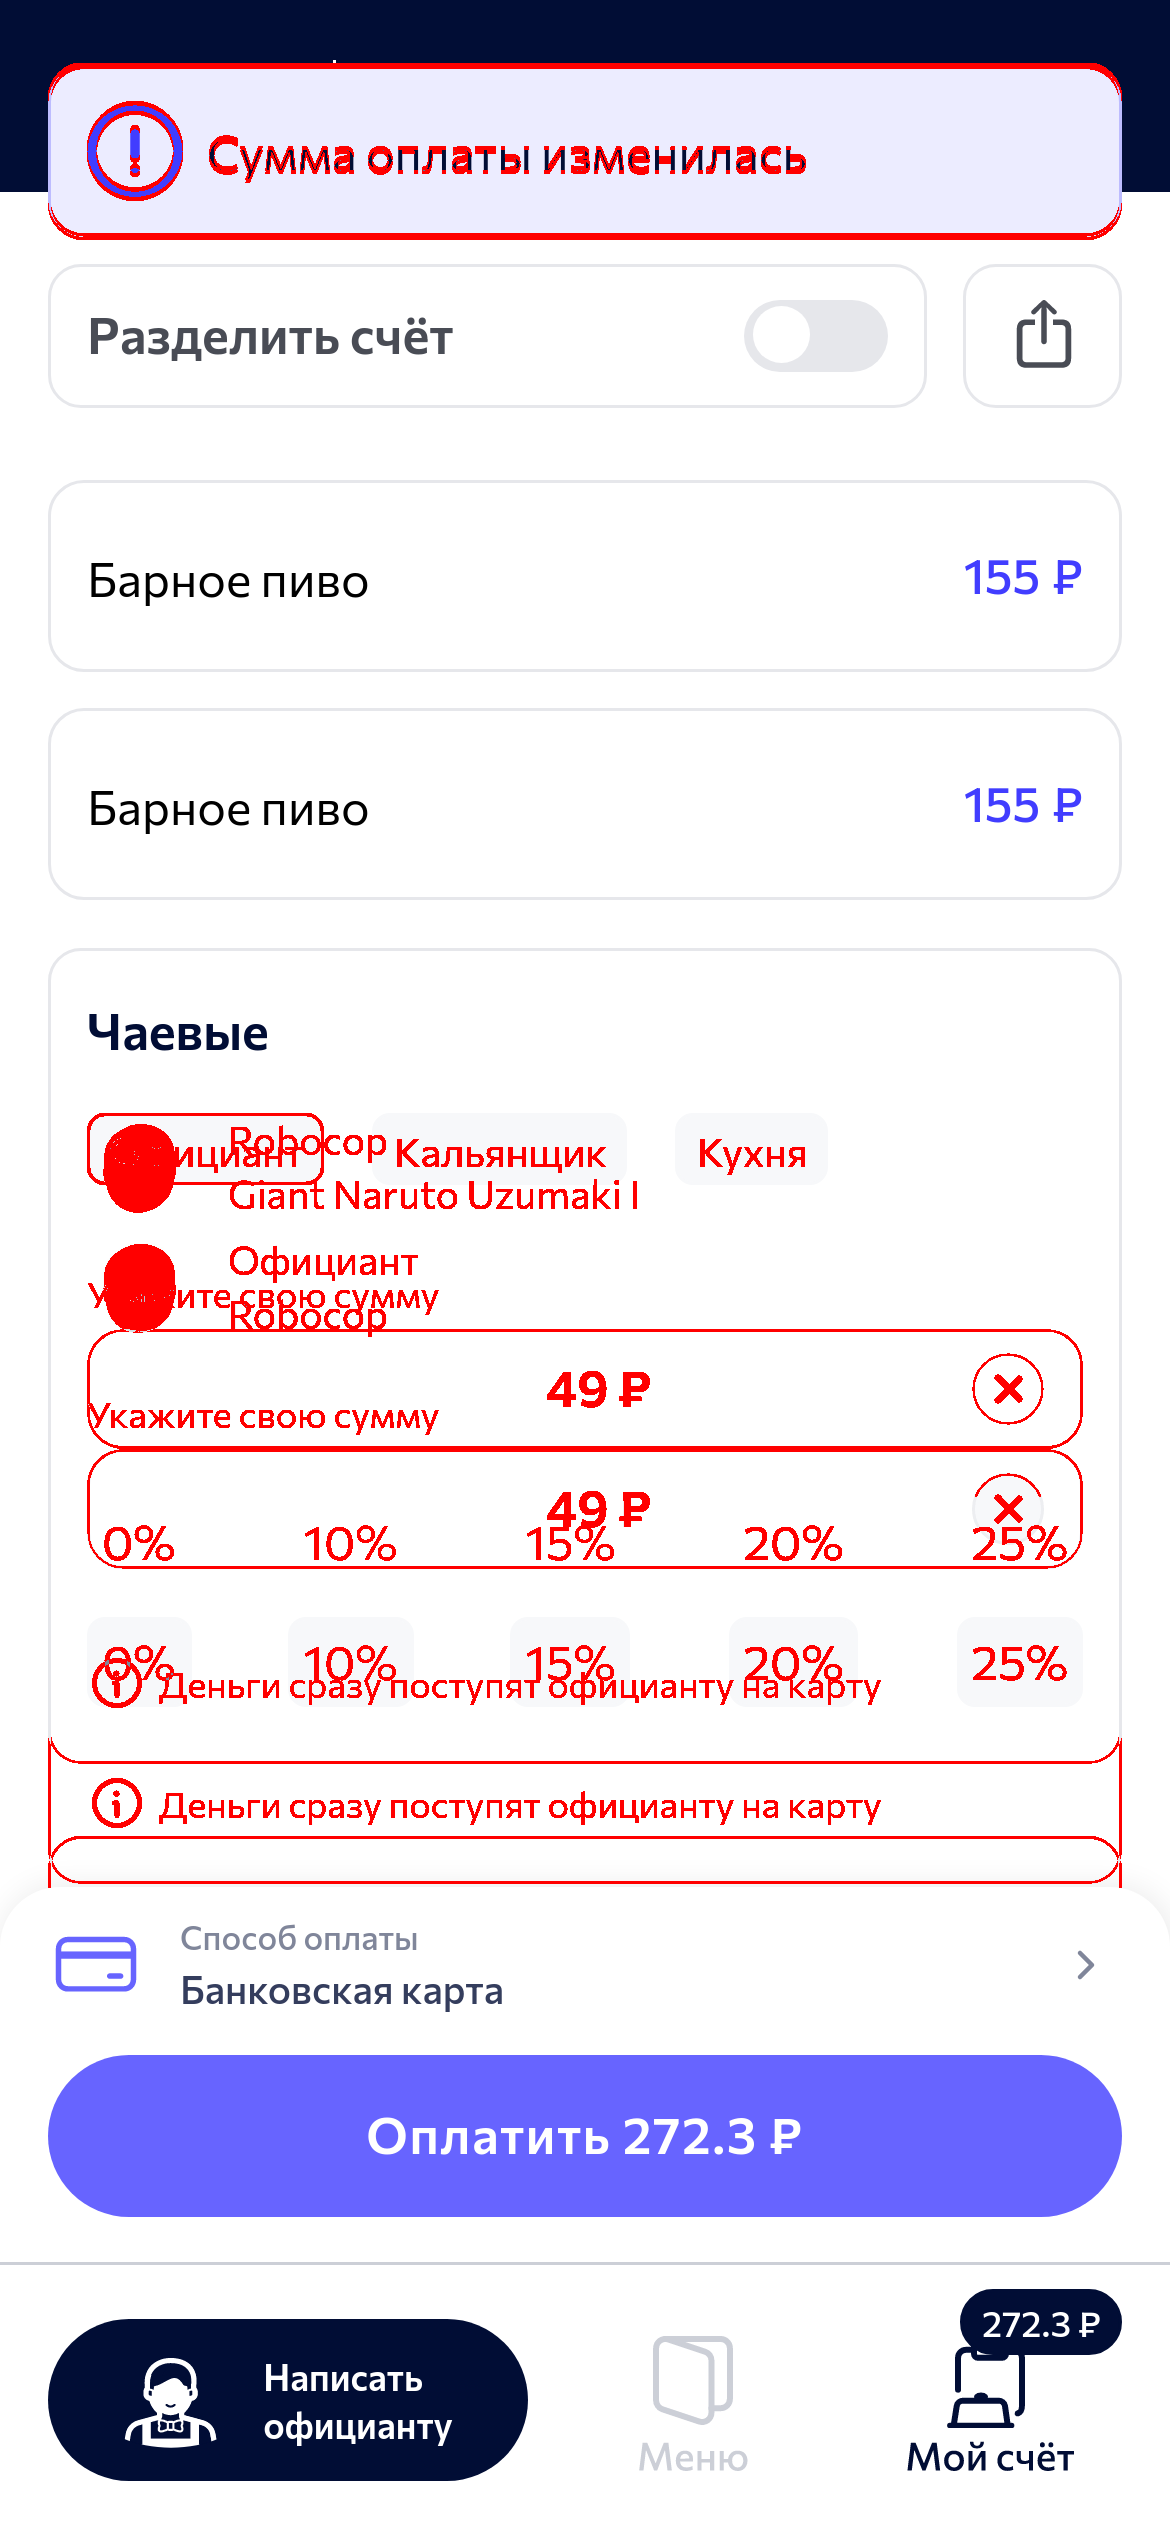 Сумма оплаты изменилась
Разделить счёт
Барное пиво 155 ₽
Барное пиво 155 ₽
Чаевые
Кальянщик Кухня
Robocop
Giant Naruto Uzumaki I
Официант
Укажите свою сумму
Robocop
49 ₽
Укажите свою сумму
49 ₽
0% 10% 15% 20% 25%
0% 10% 15% 20% 25%
Деньги сразу поступят официанту на карту
Деньги сразу поступят официанту на карту
Способ оплаты
Банковская карта
Оплатить 272.3 ₽
272.3 ₽
Написать
официанту
Меню
Мой счёт